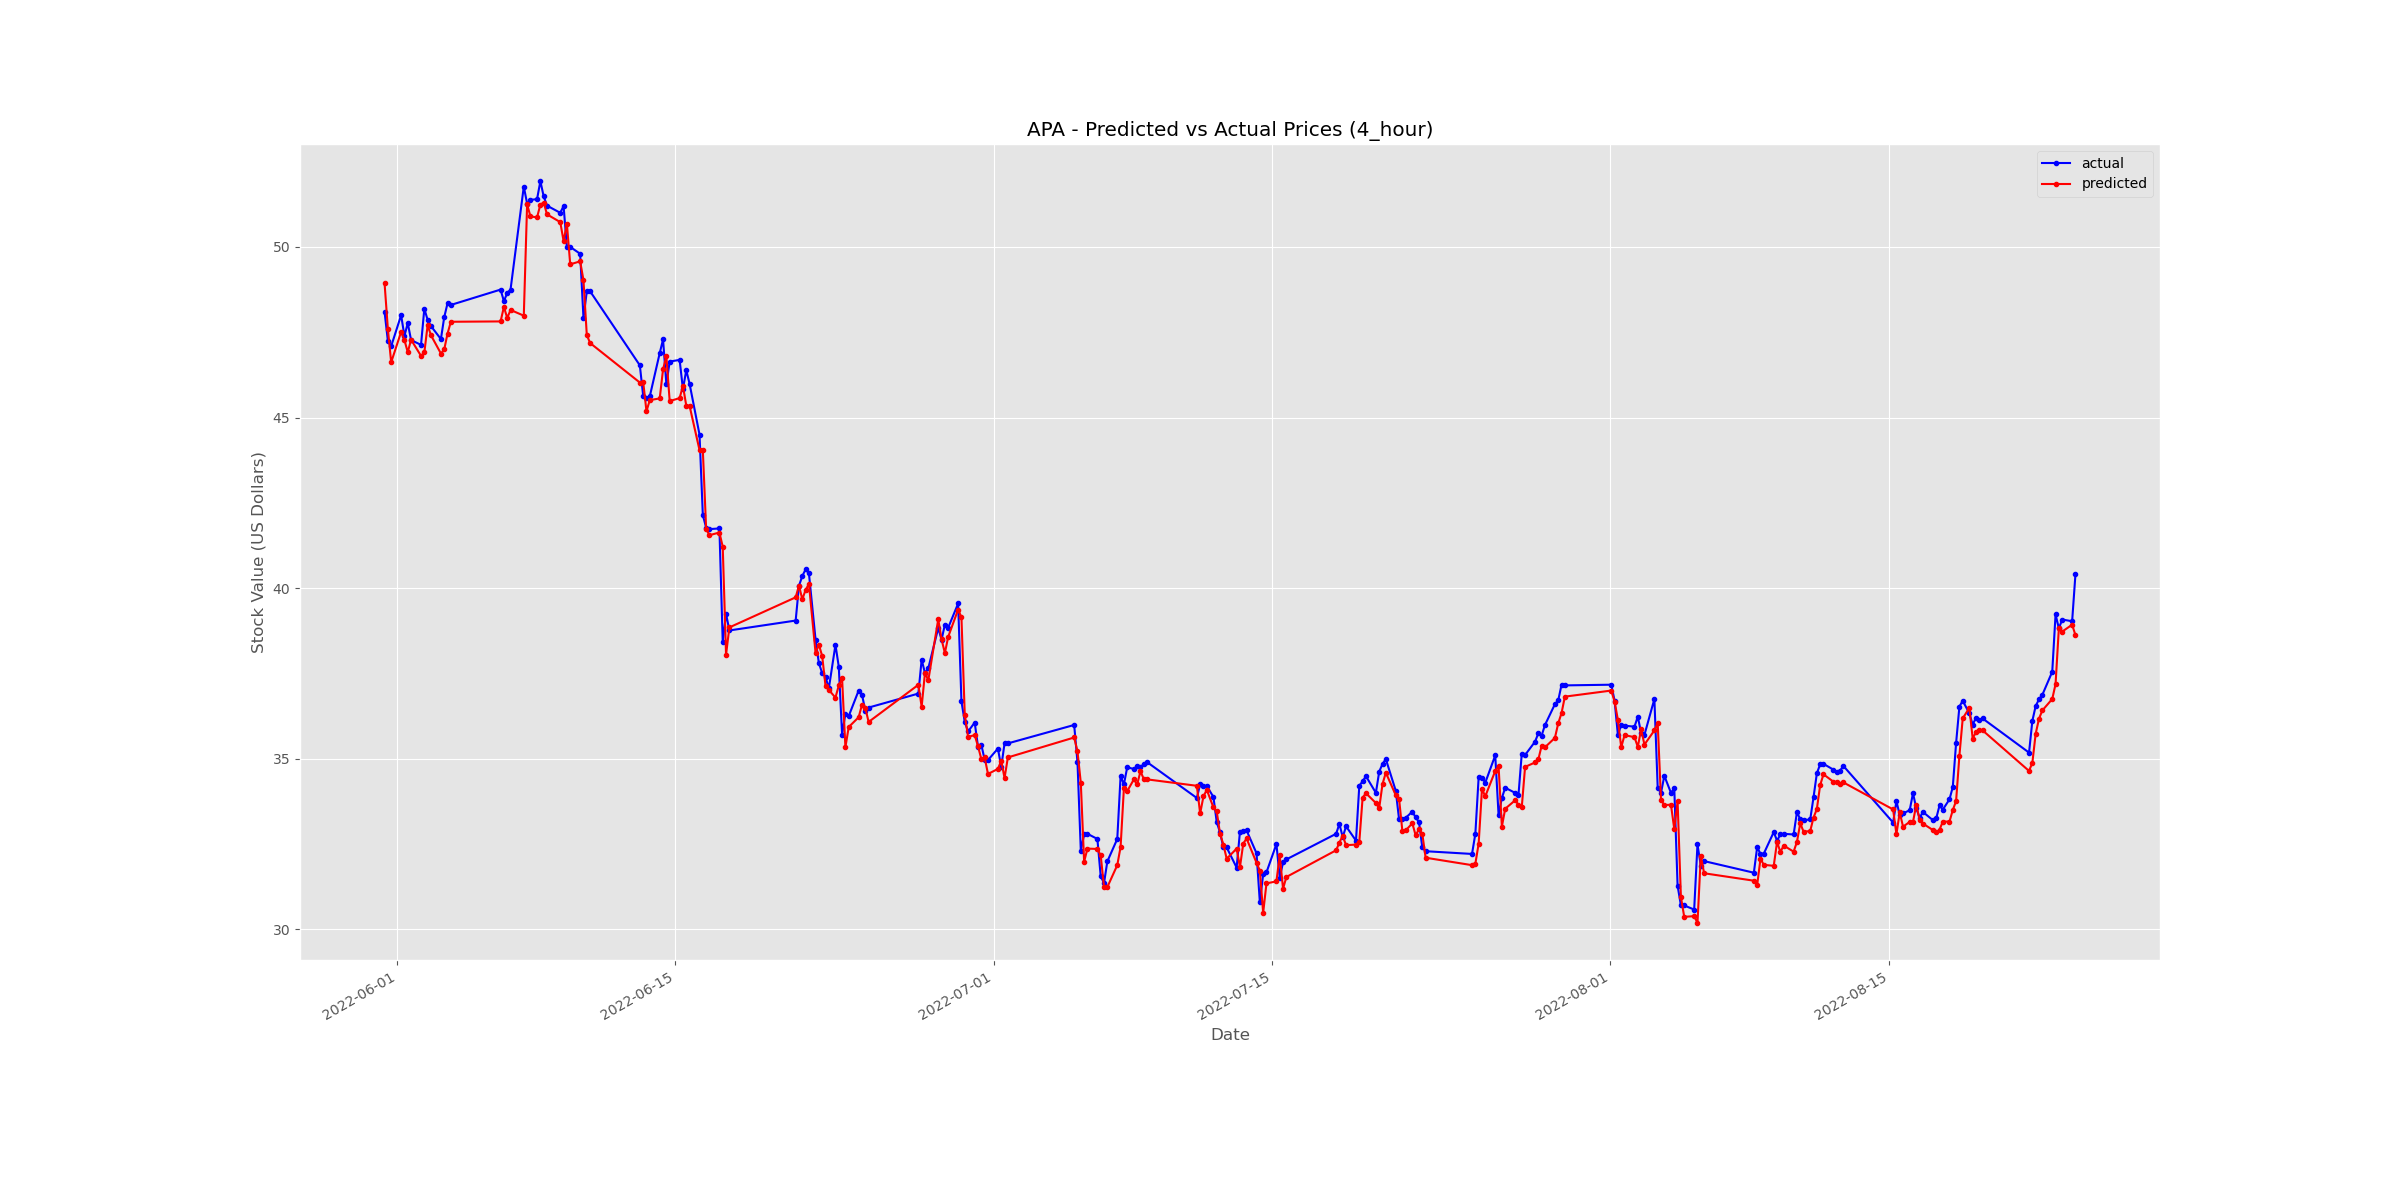 APA - Predicted vs Actual Prices (4_hour)
actual
predicted
Stock Value (US Dollars)
50
45
40
35
30
2022-06-01
2022-06-15
2022-07-01
2022-07-15
2022-08-01
2022-08-15
Date